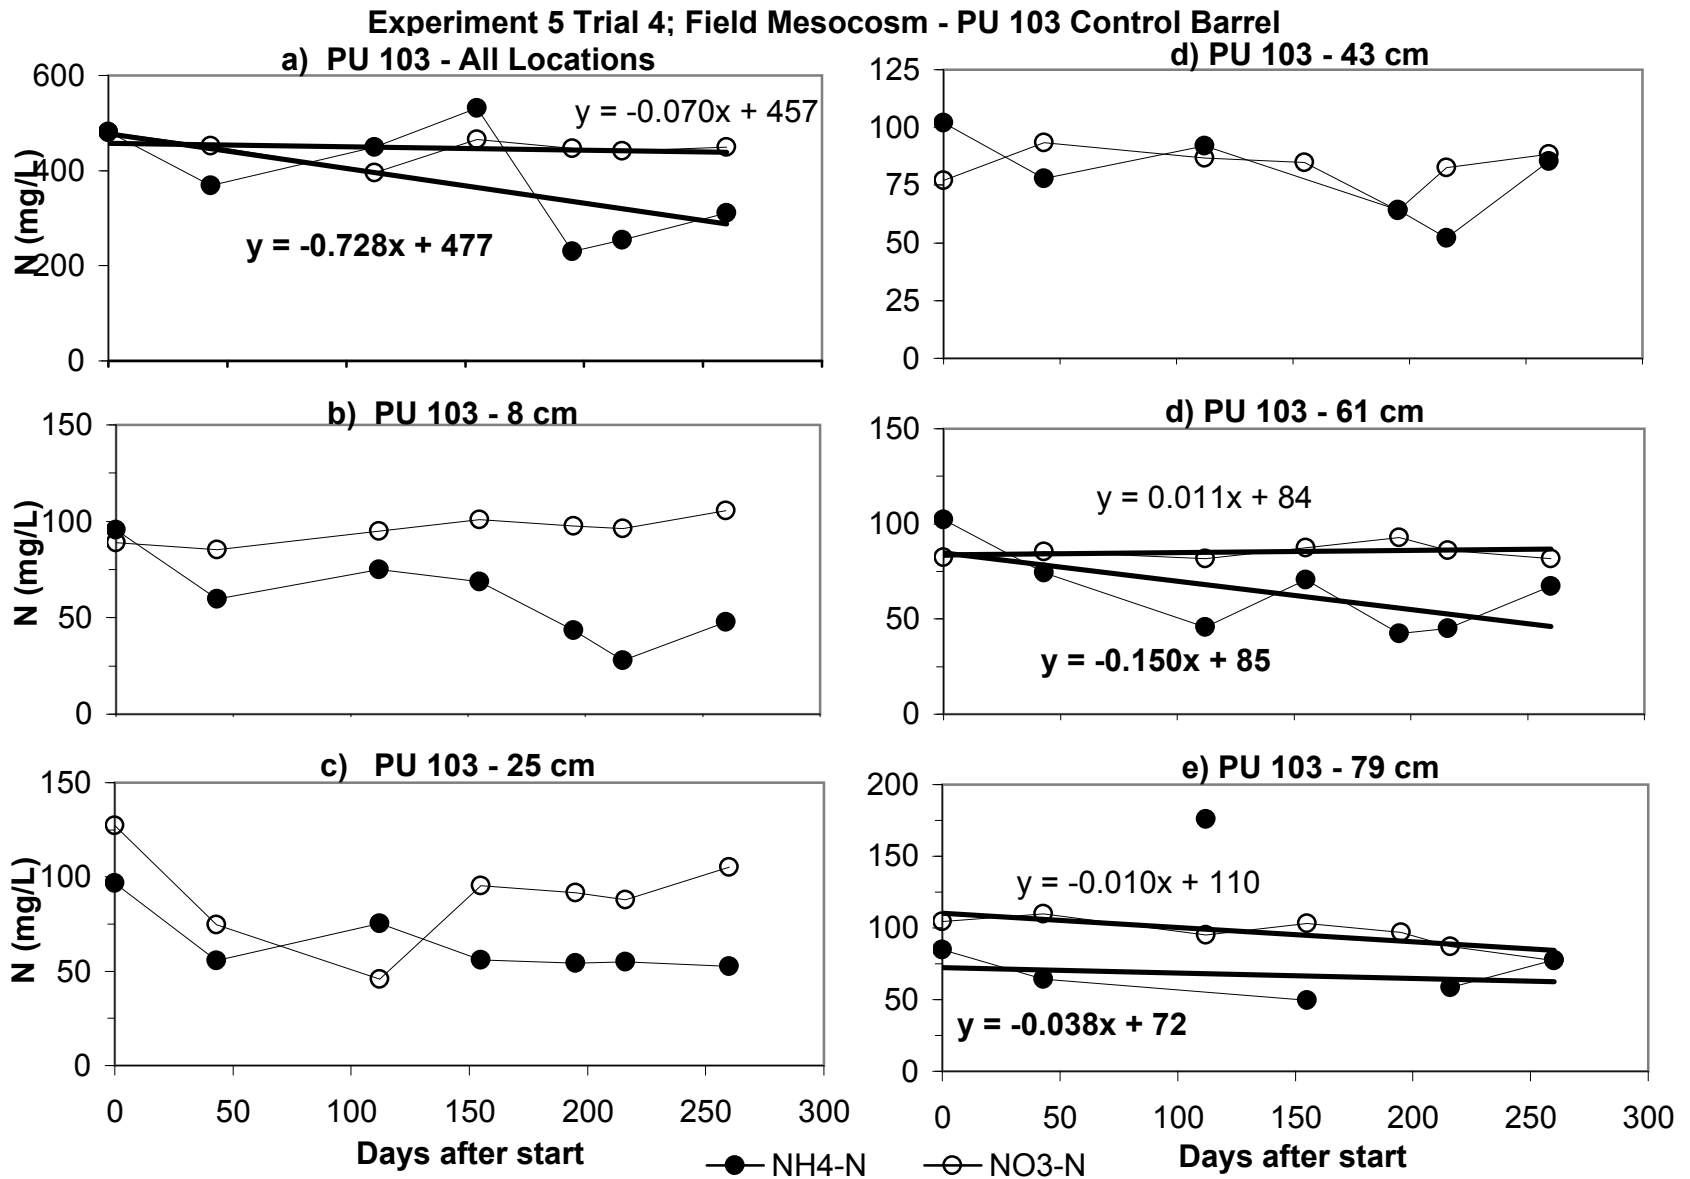 Experiment 5 Trial 4; Field Mesocosm - PU 103 Control Barrel
a) PU 103 - All Locations
600
400
200
0
N (mg/L)
y = -0.070x + 457
y = -0.728x + 477
d) PU 103 - 43 cm
125
100
75
50
25
0
b) PU 103 - 8 cm
150
100
50
0
N (mg/L)
d) PU 103 - 61 cm
150
100
50
0
y = 0.011x + 84
y = -0.150x + 85
c) PU 103 - 25 cm
150
100
50
0
N (mg/L)
0 50 100 150 200 250 300
Days after start
e) PU 103 - 79 cm
200
150
100
50
0
y = -0.010x + 110
y = -0.038x + 72
0 50 100 150 200 250 300
Days after start
NH4-N NO3-N